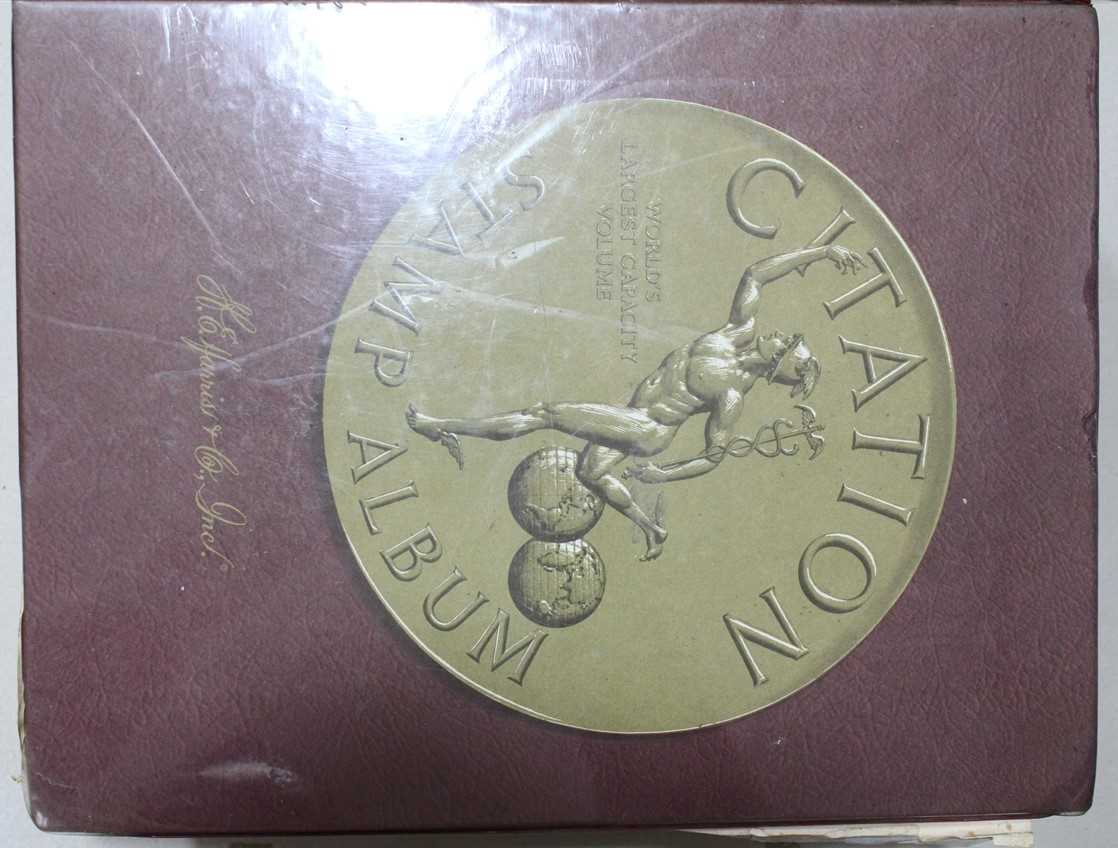 CITATION
WORLD'S
LARGEST CAPACITY
VOLUME
STAMP ALBUM
H.E. Harris & Co., Inc.